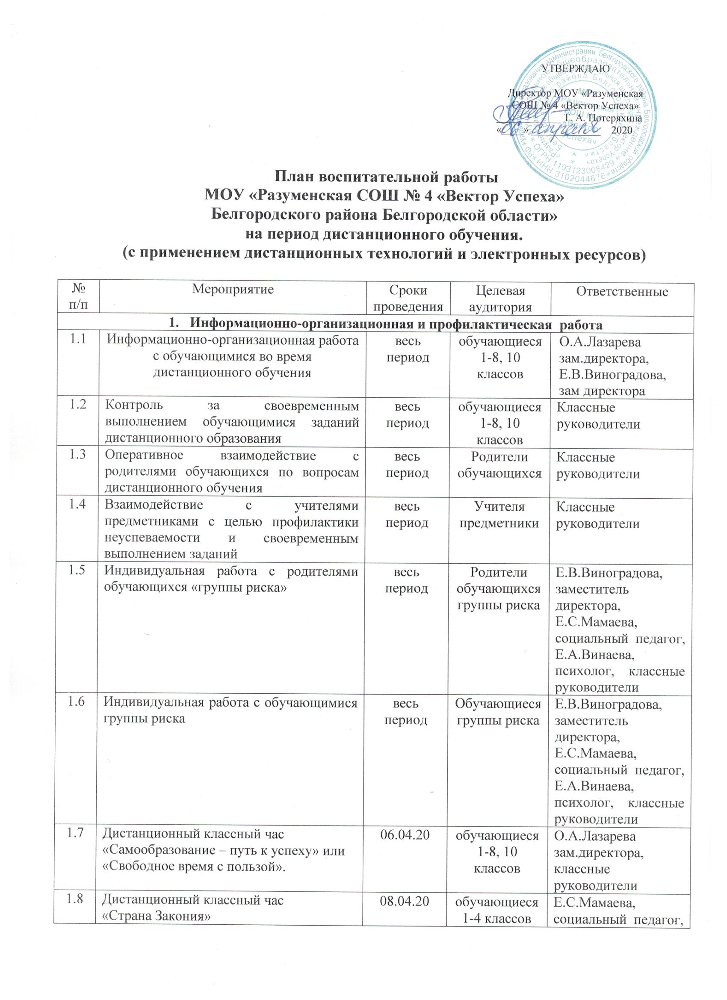 УТВЕРЖДАЮ
Директор МОУ «Разуменская
СОШ № 4 «Вектор Успеха»
Т. А. Потеряхина
«06» апреля 2020
ОГРН 1193123008429
ИНН 3102044676
План воспитательной работы
МОУ «Разуменская СОШ № 4 «Вектор Успеха»
Белгородского района Белгородской области»
на период дистанционного обучения.
(с применением дистанционных технологий и электронных ресурсов)
№ Мероприятие Сроки Целевая Ответственные
п/п проведения аудитория
1. Информационно-организационная и профилактическая работа
1.1 Информационно-организационная работа весь обучающиеся О.А.Лазарева
с обучающимися во время период 1-8, 10 зам.директора,
дистанционного обучения классов Е.В.Виноградова,
зам директора
1.2 Контроль за своевременным весь обучающиеся Классные
выполнением обучающимися заданий период 1-8, 10 руководители
дистанционного образования классов
1.3 Оперативное взаимодействие с весь Родители Классные
родителями обучающихся по вопросам период обучающихся руководители
дистанционного обучения
1.4 Взаимодействие с учителями весь Учителя Классные
предметниками с целью профилактики период предметники руководители
неуспеваемости и своевременным
выполнением заданий
1.5 Индивидуальная работа с родителями весь Родители Е.В.Виноградова,
обучающихся «группы риска» период обучающихся заместитель
группы риска директора,
Е.С.Мамаева,
социальный педагог,
Е.А.Винаева,
психолог, классные
руководители
1.6 Индивидуальная работа с обучающимися весь Обучающиеся Е.В.Виноградова,
группы риска период группы риска заместитель
директора,
Е.С.Мамаева,
социальный педагог,
Е.А.Винаева,
психолог, классные
руководители
1.7 Дистанционный классный час 06.04.20 обучающиеся О.А.Лазарева
«Самообразование – путь к успеху» или 1-8, 10 зам.директора,
«Свободное время с пользой». классов классные
руководители
1.8 Дистанционный классный час 08.04.20 обучающиеся Е.С.Мамаева,
«Страна Закония» 1-4 классов социальный педагог,